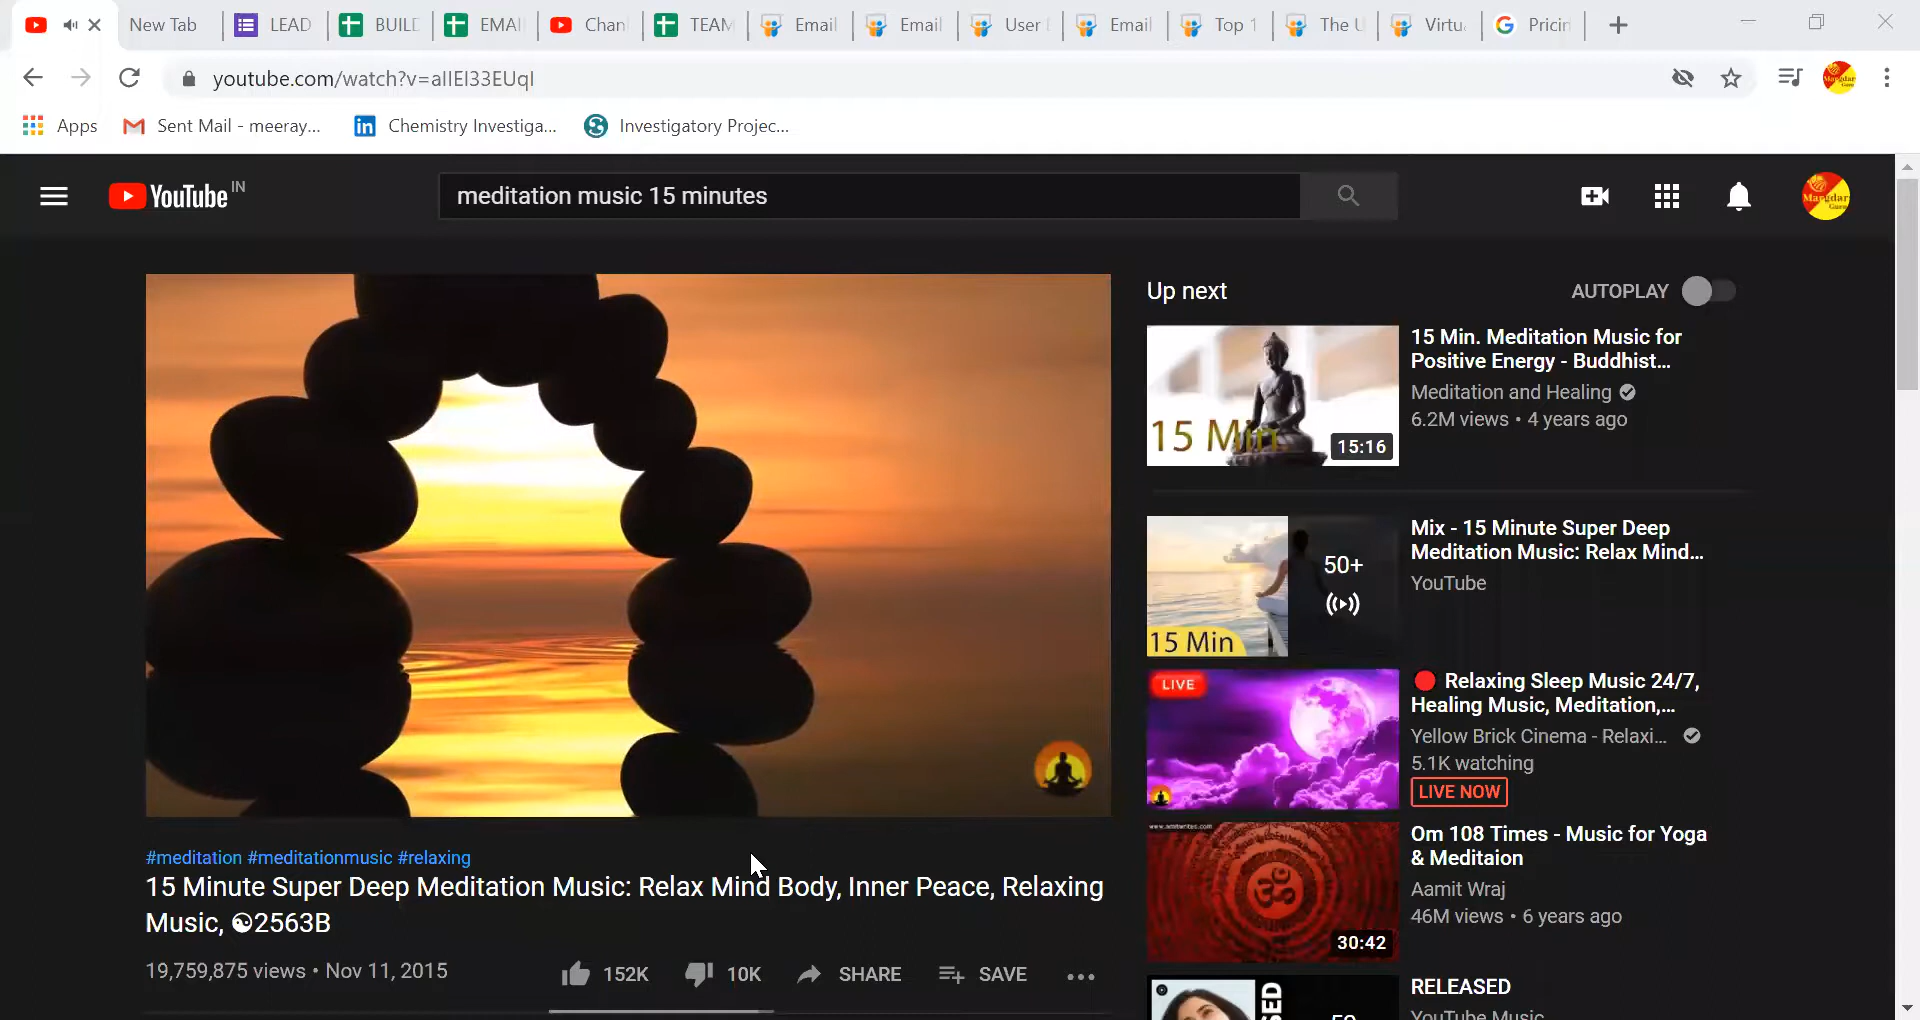 New Tab
LEAD
BUILD
EMAI
Chan
TEAM
Email
Email
User
Email
Top 1
The U
Virtu
Pricin
youtube.com/watch?v=aIIEI33EUqI
Apps
Sent Mail - meeray...
Chemistry Investiga...
Investigatory Projec...
YouTube IN
meditation music 15 minutes
Up next
AUTOPLAY
15 Min
15:16
15 Min. Meditation Music for
Positive Energy - Buddhist...
Meditation and Healing
6.2M views • 4 years ago
15 Min
50+
Mix - 15 Minute Super Deep
Meditation Music: Relax Mind...
YouTube
LIVE
Relaxing Sleep Music 24/7,
Healing Music, Meditation,...
Yellow Brick Cinema - Relaxi...
5.1K watching
LIVE NOW
www.amitwrites.com
30:42
Om 108 Times - Music for Yoga
& Meditaion
Aamit Wraj
46M views • 6 years ago
RELEASED
YouTube Music
#meditation #meditationmusic #relaxing
15 Minute Super Deep Meditation Music: Relax Mind Body, Inner Peace, Relaxing
Music, ☯2563B
19,759,875 views • Nov 11, 2015
152K
10K
SHARE
SAVE